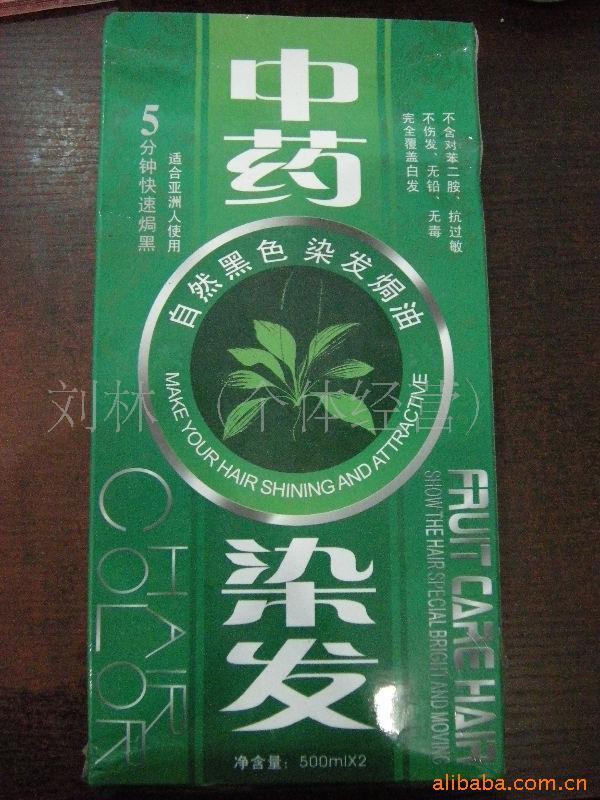 中药
5分钟快速焗黑
适合亚洲人使用
不含对苯二胺、抗过敏
不伤发、无铅、无毒
完全覆盖白发
自然黑色 染发焗油
MAKE YOUR HAIR SHINING AND ATTRACTIVE
刘林 (个体经营)
HAIR
COLOR
FRUIT CARE HAIR
SHOW THE HAIR SPECIAL BRIGHT AND MOVING
染发
净含量: 500mlX2
alibaba.com.cn